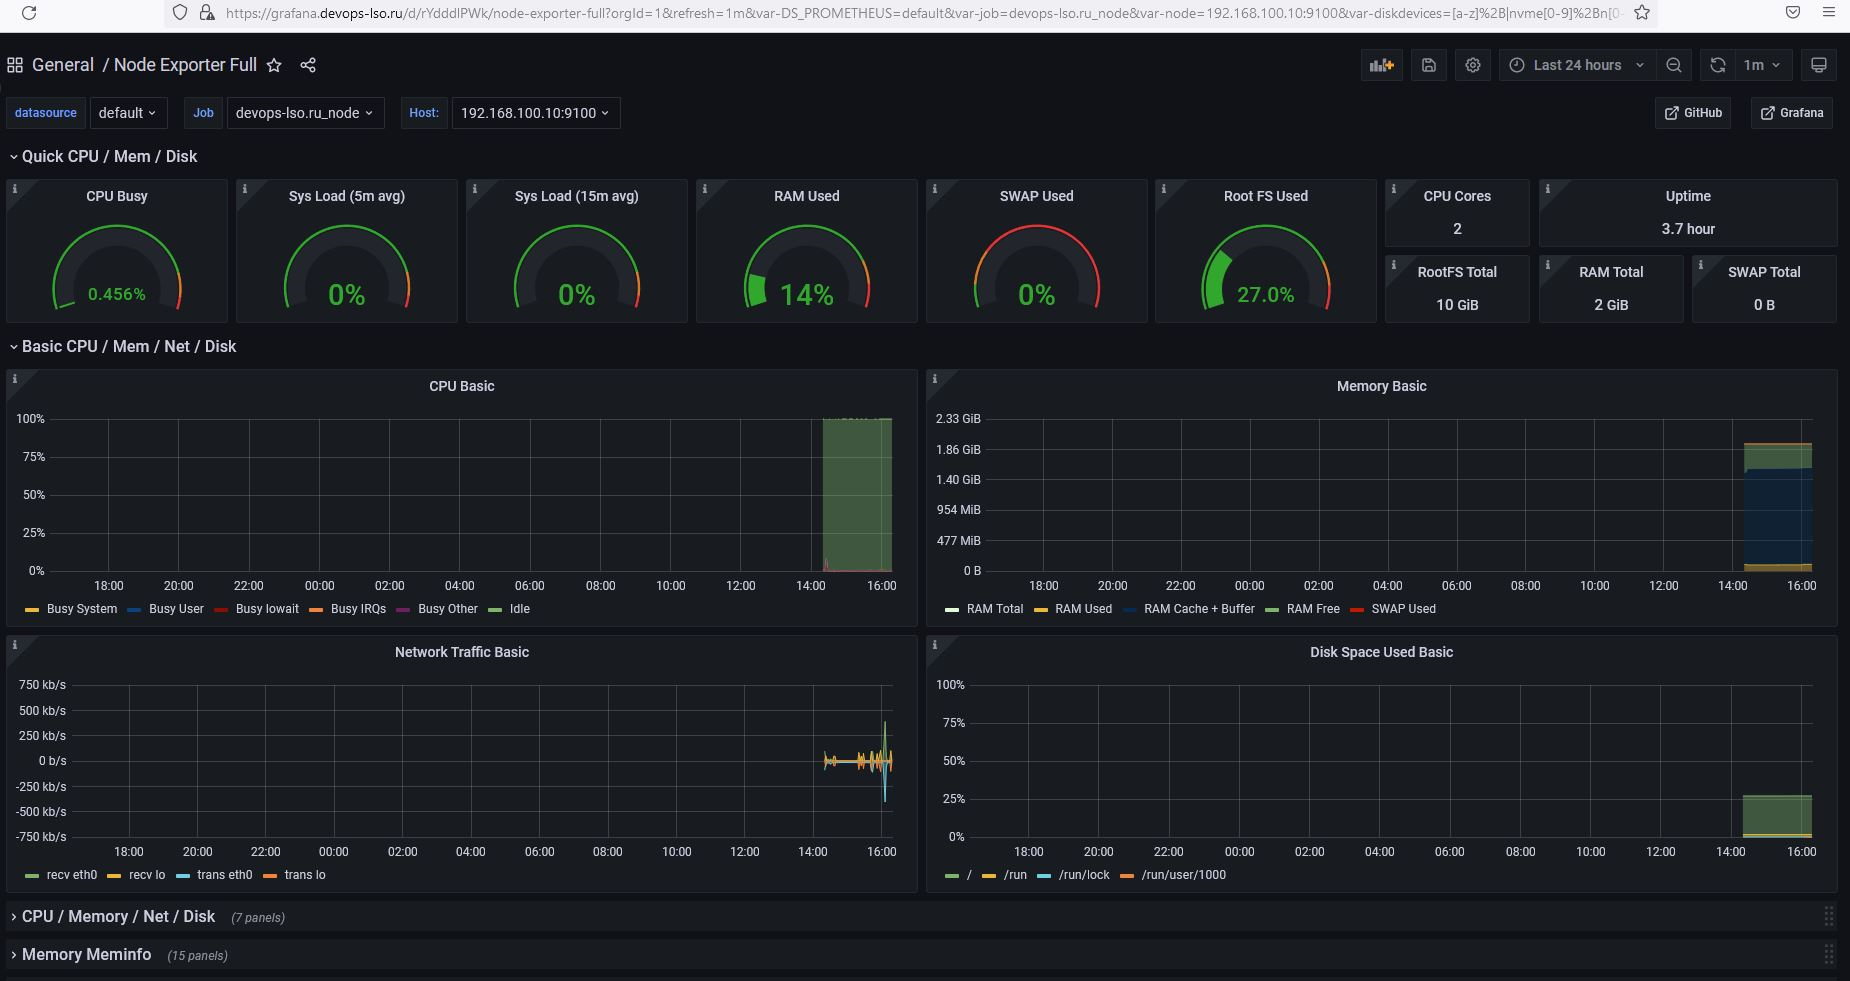 https://grafana.devops-lso.ru/d/rYdddlPWk/node-exporter-full?orgId=1&refresh=1m&var-DS_PROMETHEUS=default&var-job=devops-lso.ru_node&var-node=192.168.100.10:9100&var-diskdevices=[a-z]%2B|nvme[0-9]%2Bn[0-
General / Node Exporter Full
Last 24 hours
1m
datasource default Job devops-lso.ru_node Host: 192.168.100.10:9100
GitHub Grafana
Quick CPU / Mem / Disk
CPU Busy
0.456%
Sys Load (5m avg)
0%
Sys Load (15m avg)
0%
RAM Used
14%
SWAP Used
0%
Root FS Used
27.0%
CPU Cores
2
Uptime
3.7 hour
RootFS Total
10 GiB
RAM Total
2 GiB
SWAP Total
0 B
Basic CPU / Mem / Net / Disk
CPU Basic
100%
75%
50%
25%
0%
18:00 20:00 22:00 00:00 02:00 04:00 06:00 08:00 10:00 12:00 14:00 16:00
Busy System Busy User Busy Iowait Busy IRQs Busy Other Idle
Memory Basic
2.33 GiB
1.86 GiB
1.40 GiB
954 MiB
477 MiB
0 B
18:00 20:00 22:00 00:00 02:00 04:00 06:00 08:00 10:00 12:00 14:00 16:00
RAM Total RAM Used RAM Cache + Buffer RAM Free SWAP Used
Network Traffic Basic
750 kb/s
500 kb/s
250 kb/s
0 b/s
-250 kb/s
-500 kb/s
-750 kb/s
18:00 20:00 22:00 00:00 02:00 04:00 06:00 08:00 10:00 12:00 14:00 16:00
recv eth0 recv lo trans eth0 trans lo
Disk Space Used Basic
100%
75%
50%
25%
0%
18:00 20:00 22:00 00:00 02:00 04:00 06:00 08:00 10:00 12:00 14:00 16:00
/ /run /run/lock /run/user/1000
CPU / Memory / Net / Disk (7 panels)
Memory Meminfo (15 panels)